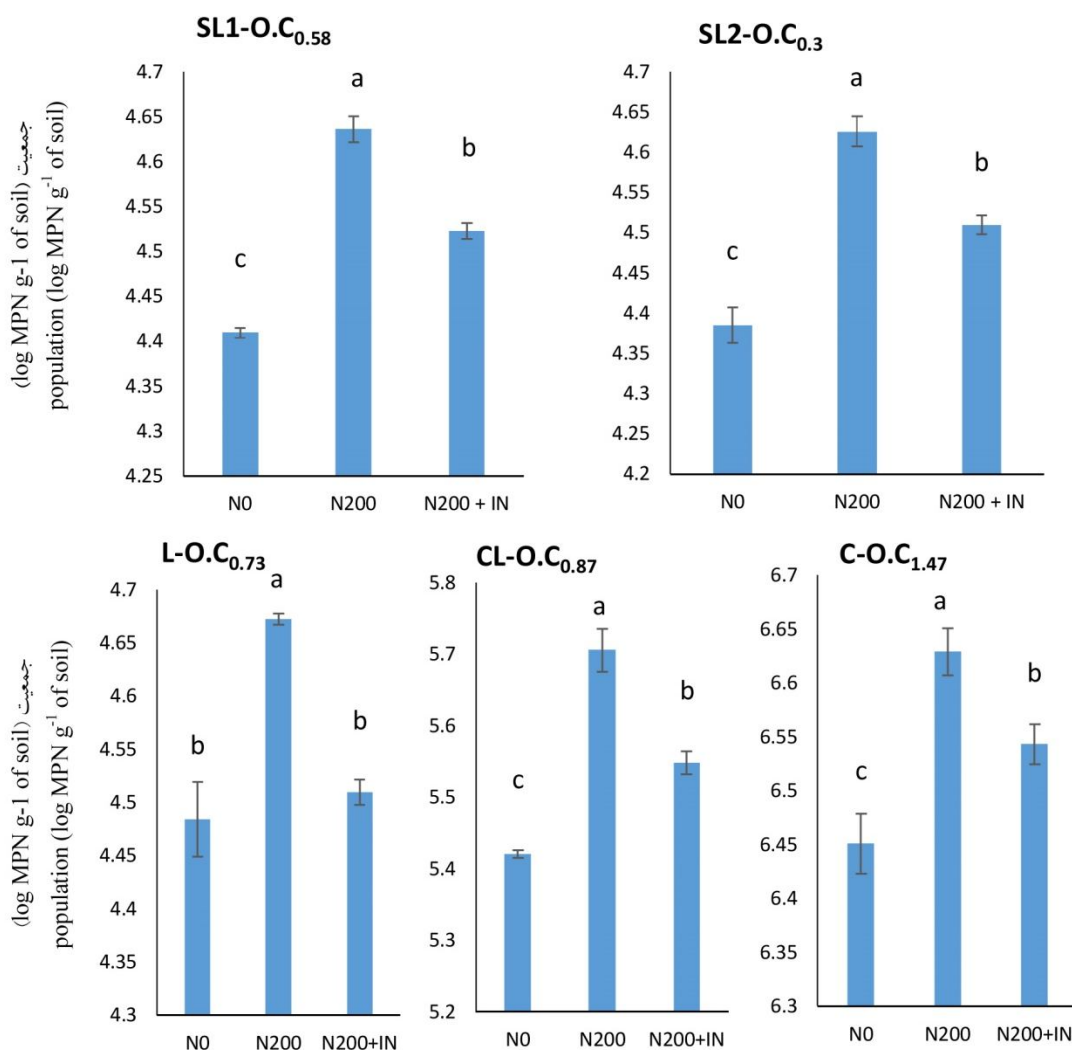 SL1-O.C0.58
4.7
4.65
4.6
4.55
4.5
4.45
4.4
4.35
4.3
4.25
a
b
c
N0
N200
N200 + IN
جمعیت (log MPN g-1 of soil)
population (log MPN g-1 of soil)
SL2-O.C0.3
4.7
4.65
4.6
4.55
4.5
4.45
4.4
4.35
4.3
4.25
4.2
a
b
c
N0
N200
N200 + IN
L-O.C0.73
4.7
4.65
4.6
4.55
4.5
4.45
4.4
4.35
4.3
a
b
b
N0
N200
N200+IN
جمعیت (log MPN g-1 of soil)
population (log MPN g-1 of soil)
CL-O.C0.87
5.8
5.7
5.6
5.5
5.4
5.3
5.2
a
b
c
N0
N200
N200+IN
C-O.C1.47
6.7
6.65
6.6
6.55
6.5
6.45
6.4
6.35
6.3
a
b
c
N0
N200
N200+IN